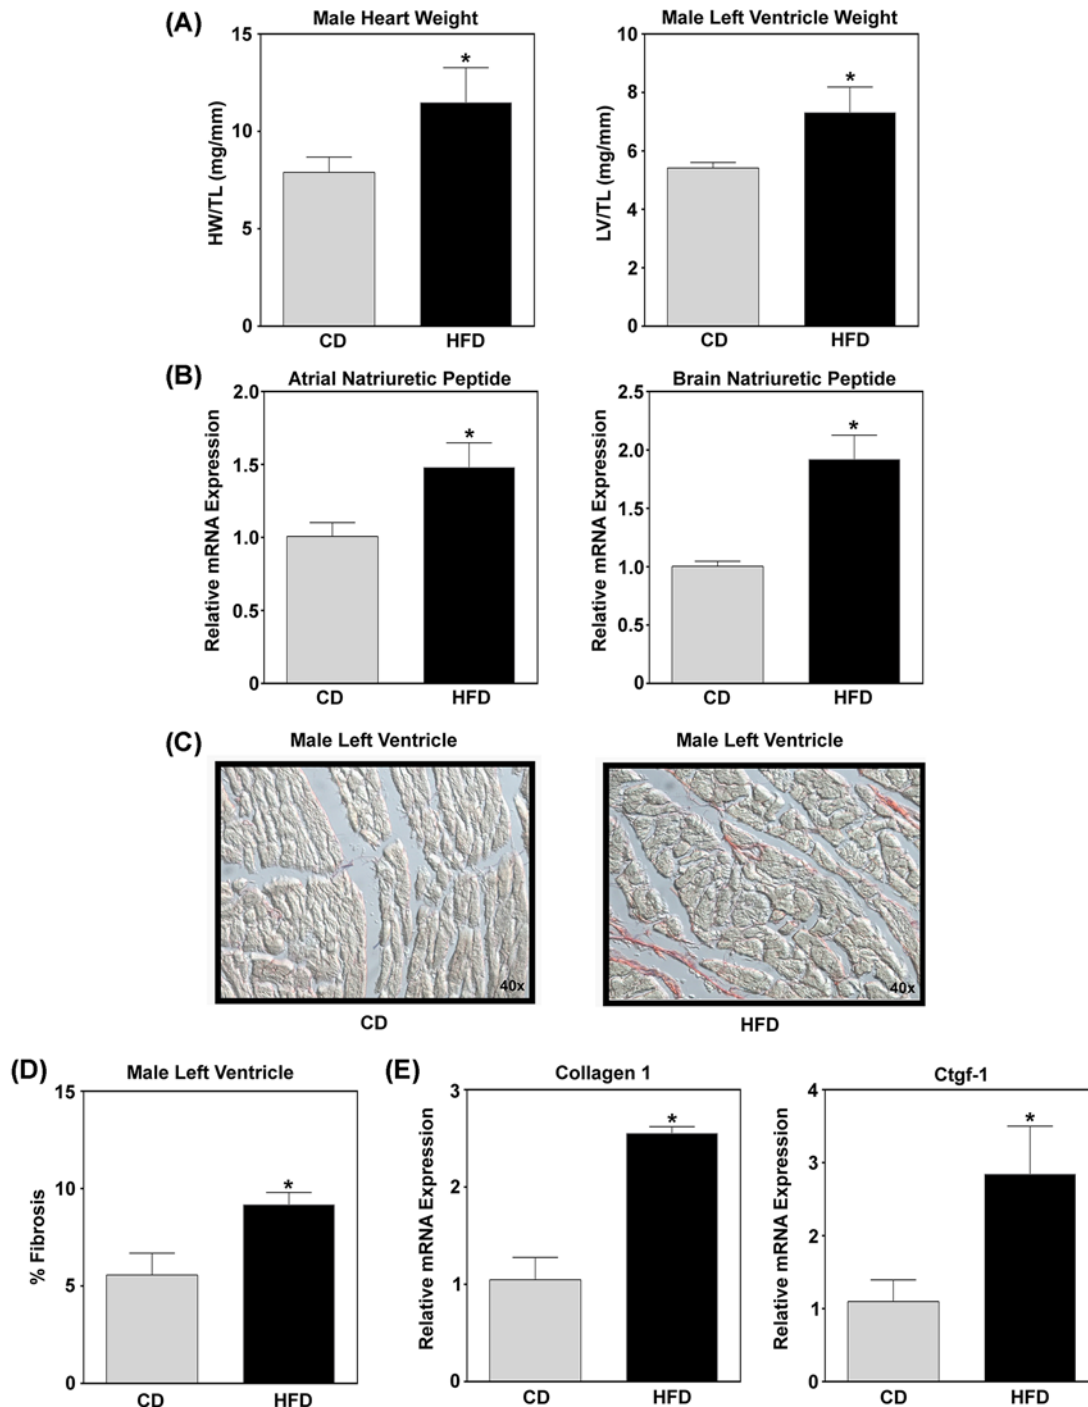 (A)
Male Heart Weight
HW/TL (mg/mm)
15
10
5
0
*
CD HFD
Male Left Ventricle Weight
LV/TL (mg/mm)
10
8
6
4
2
0
*
CD HFD
(B)
Atrial Natriuretic Peptide
Relative mRNA Expression
2.0
1.5
1.0
0.5
0
*
CD HFD
Brain Natriuretic Peptide
Relative mRNA Expression
2.5
2.0
1.5
1.0
0.5
0
*
CD HFD
(C)
Male Left Ventricle
40x
CD
Male Left Ventricle
40x
HFD
(D)
Male Left Ventricle
% Fibrosis
15
10
5
0
*
CD HFD
(E)
Collagen 1
Relative mRNA Expression
3
2
1
0
*
CD HFD
Ctgf-1
Relative mRNA Expression
4
3
2
1
0
*
CD HFD